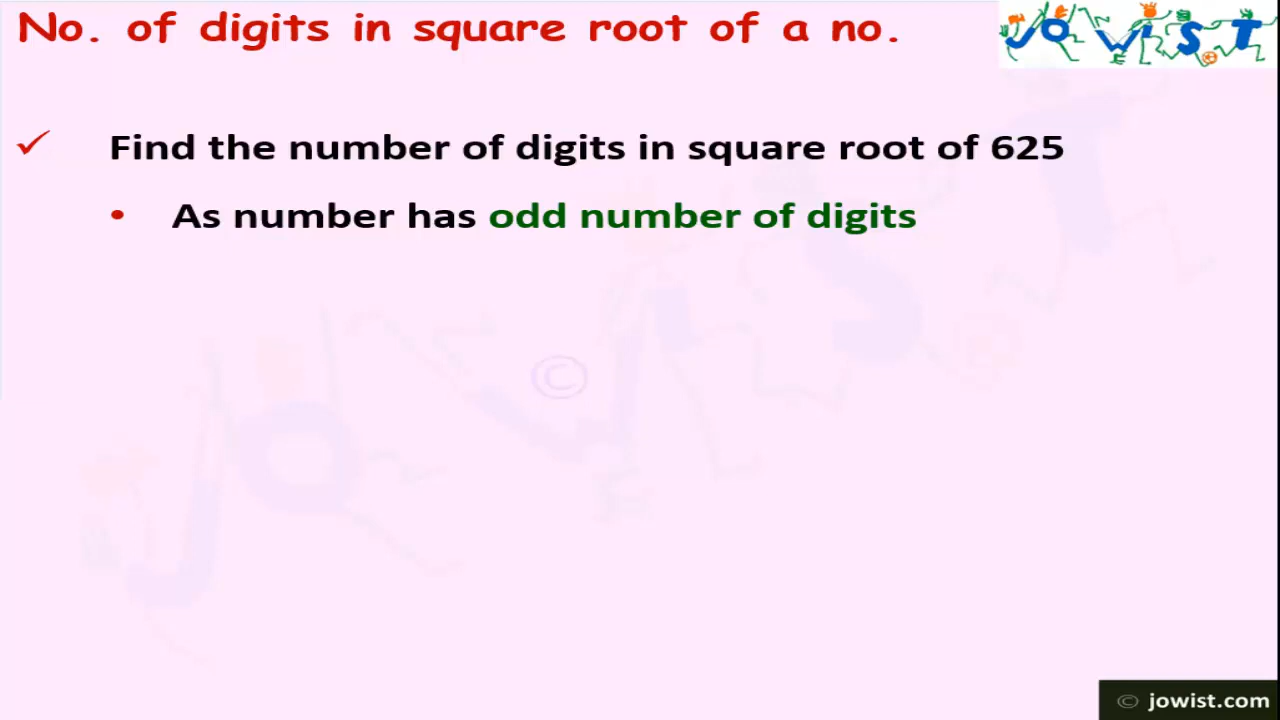 No. of digits in square root of a no.
JOWIST
Find the number of digits in square root of 625
As number has odd number of digits
©
© jowist.com